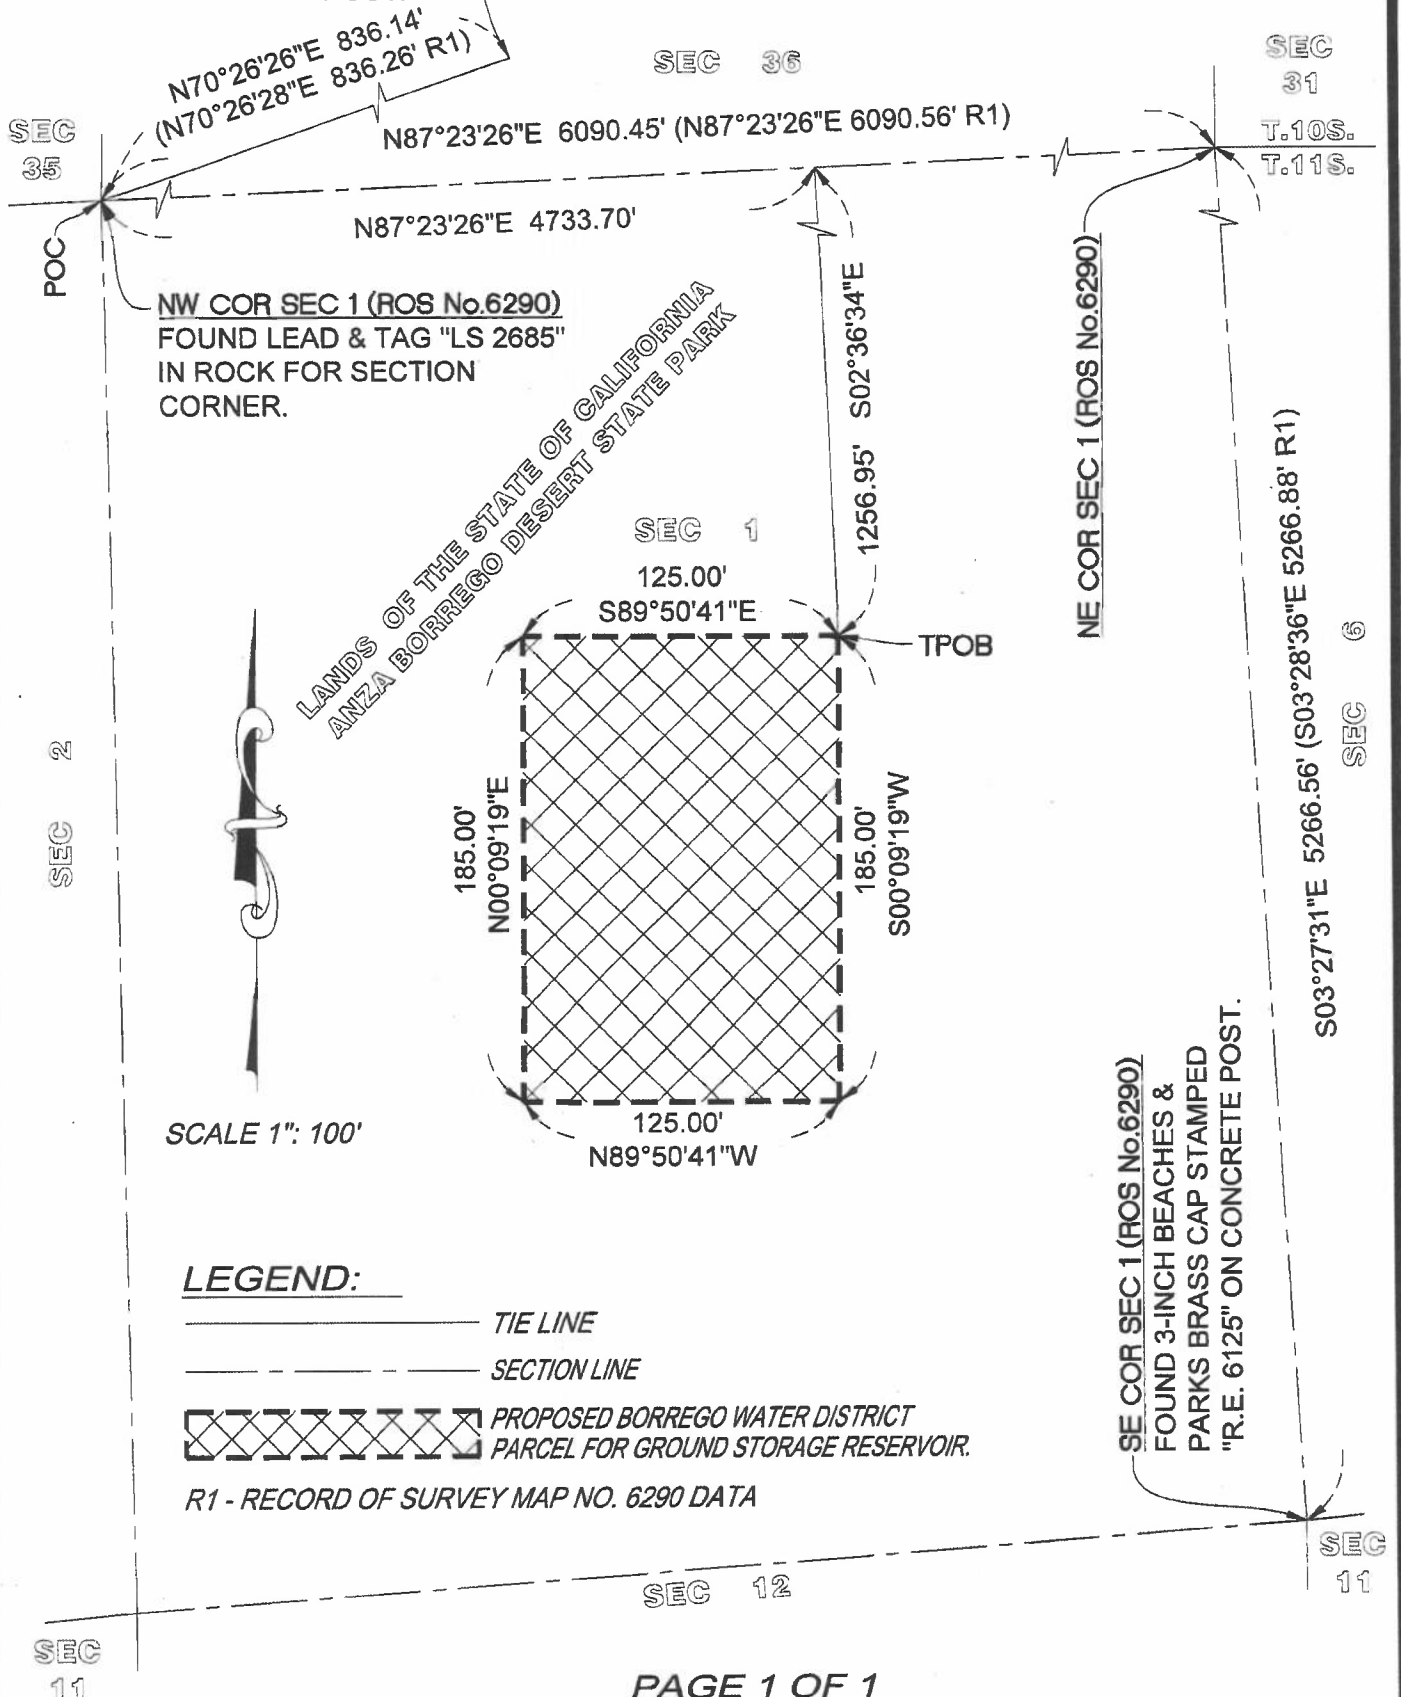 N70°26'26"E 836.14'
(N70°26'28"E 836.26' R1)
SEC 36
SEC
31
T.10S.
T.11S.
SEC
35
N87°23'26"E 6090.45' (N87°23'26"E 6090.56' R1)
N87°23'26"E 4733.70'
POC
NW COR SEC 1 (ROS No.6290)
FOUND LEAD & TAG "LS 2685"
IN ROCK FOR SECTION
CORNER.
LANDS OF THE STATE OF CALIFORNIA
ANZA BORREGO DESERT STATE PARK
1256.95' S02°36'34"E
NE COR SEC 1 (ROS No.6290)
S03°27'31"E 5266.56' (S03°28'36"E 5266.88' R1)
SEC 6
SEC 1
125.00'
S89°50'41"E
TPOB
SEC 2
185.00'
N00°09'19"E
185.00'
S00°09'19"W
125.00'
N89°50'41"W
SCALE 1": 100'
SE COR SEC 1 (ROS No.6290)
FOUND 3-INCH BEACHES &
PARKS BRASS CAP STAMPED
"R.E. 6125" ON CONCRETE POST.
LEGEND:
TIE LINE
SECTION LINE
PROPOSED BORREGO WATER DISTRICT
PARCEL FOR GROUND STORAGE RESERVOIR.
R1 - RECORD OF SURVEY MAP NO. 6290 DATA
SEC 12
SEC
11
SEC
11
PAGE 1 OF 1